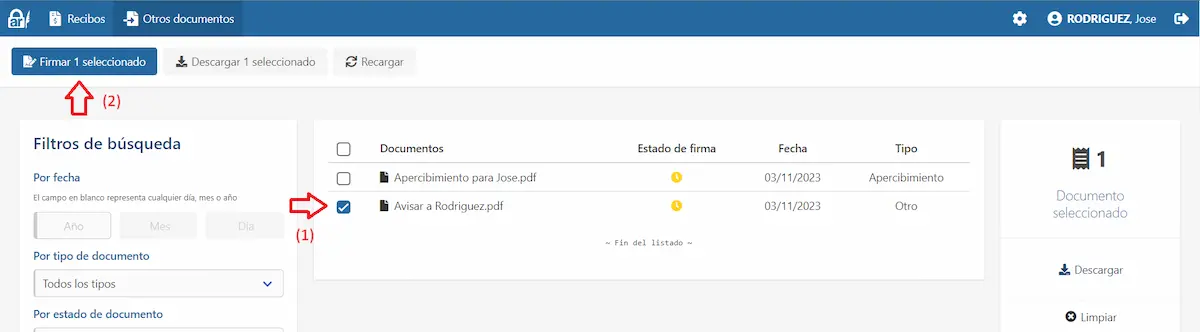 ar Recibos Otros documentos RODRIGUEZ, Jose
Firmar 1 seleccionado Descargar 1 seleccionado Recargar
(2)
Filtros de búsqueda
Por fecha
El campo en blanco representa cualquier día, mes o año
Año Mes Día
Por tipo de documento
Todos los tipos
Por estado de documento
Documentos Estado de firma Fecha Tipo
Apercibimiento para Jose.pdf 03/11/2023 Apercibimiento
(1)
Avisar a Rodriguez.pdf 03/11/2023 Otro
~ Fin del listado ~
1
Documento
seleccionado
Descargar
Limpiar